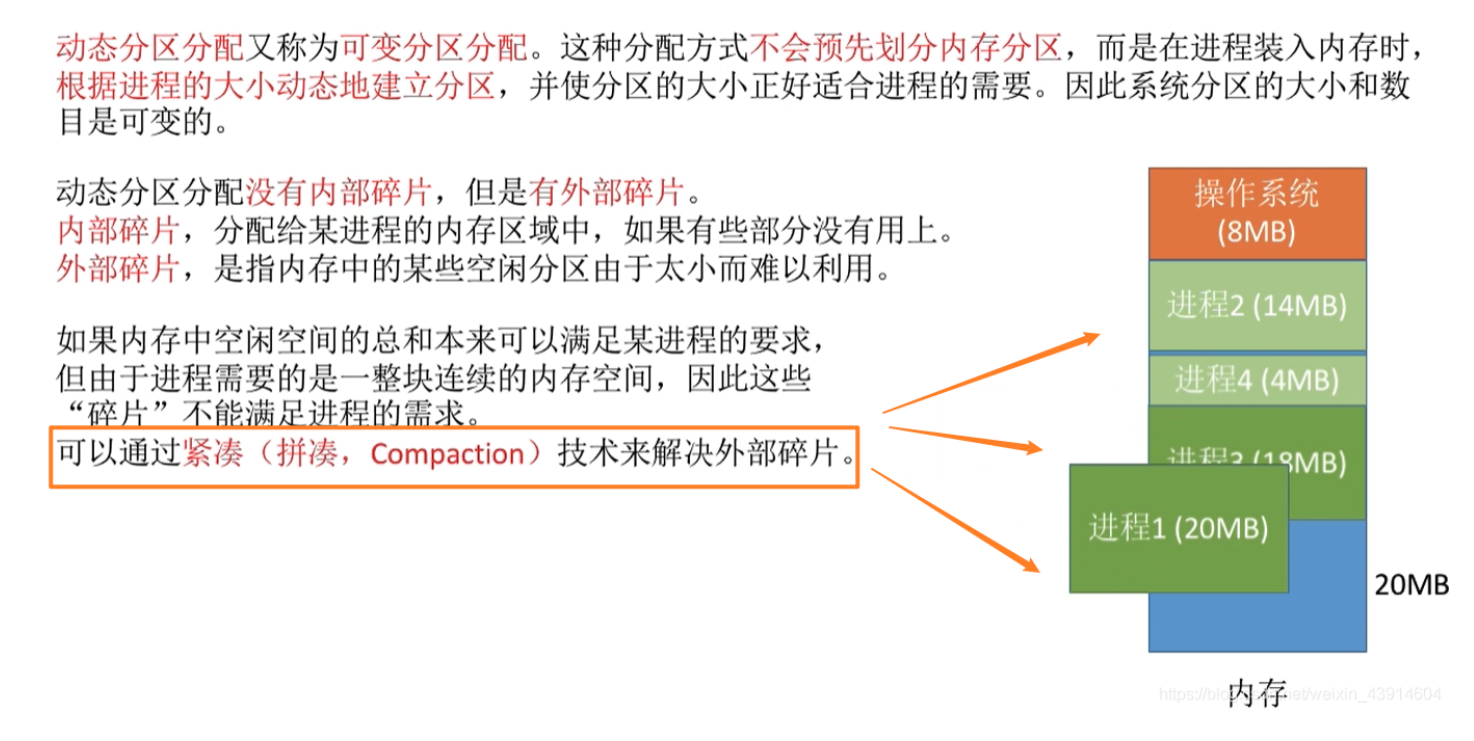 动态分区分配又称为可变分区分配。这种分配方式不会预先划分内存分区，而是在进程装入内存时，
根据进程的大小动态地建立分区，并使分区的大小正好适合进程的需要。因此系统分区的大小和数
目是可变的。
动态分区分配没有内部碎片，但是有外部碎片。
内部碎片，分配给某进程的内存区域中，如果有些部分没有用上。
外部碎片，是指内存中的某些空闲分区由于太小而难以利用。
如果内存中空闲空间的总和本来可以满足某进程的要求，
但由于进程需要的是一整块连续的内存空间，因此这些
“碎片”不能满足进程的需求。
可以通过紧凑（拼凑，Compaction）技术来解决外部碎片。
操作系统
(8MB)
进程2 (14MB)
进程4 (4MB)
进程3 (18MB)
进程1 (20MB)
20MB
内存
net/weixin_43914604